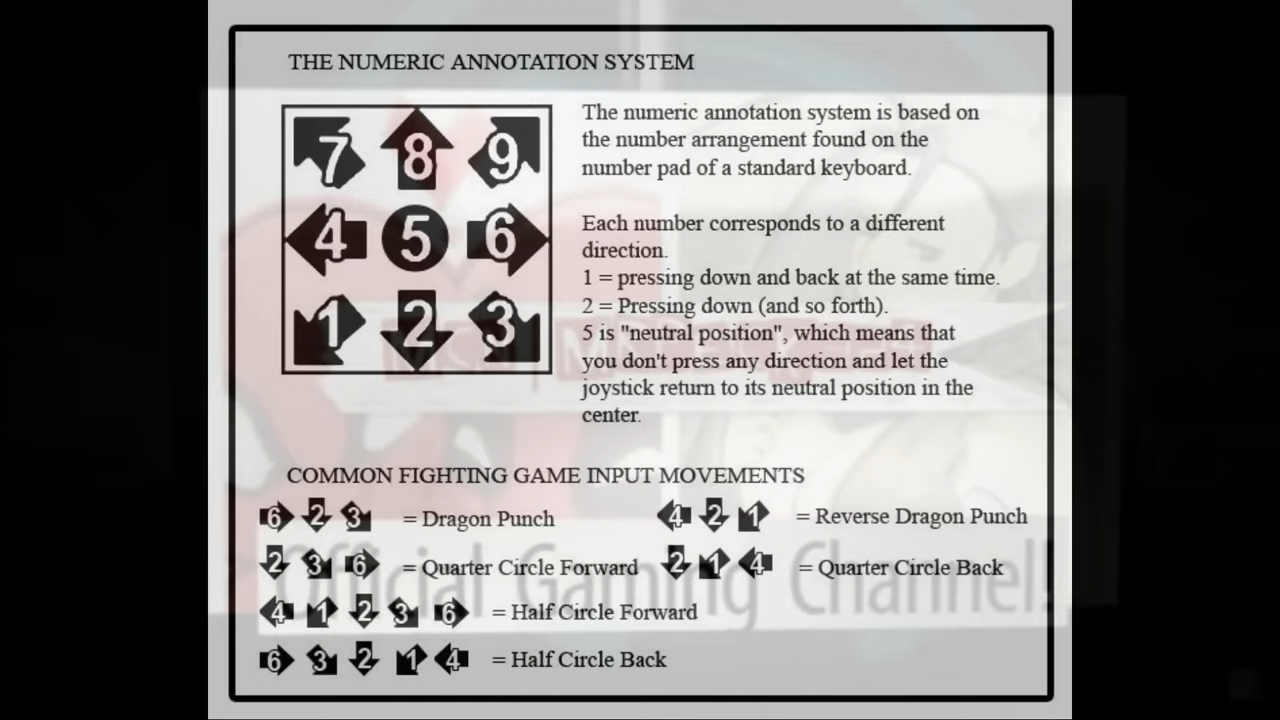 THE NUMERIC ANNOTATION SYSTEM
7 8 9
4 5 6
1 2 3
The numeric annotation system is based on
the number arrangement found on the
number pad of a standard keyboard.
Each number corresponds to a different
direction.
1 = pressing down and back at the same time.
2 = Pressing down (and so forth).
5 is "neutral position", which means that
you don't press any direction and let the
joystick return to its neutral position in the
center.
COMMON FIGHTING GAME INPUT MOVEMENTS
6 2 3 = Dragon Punch
4 2 1 = Reverse Dragon Punch
2 3 6 = Quarter Circle Forward
2 1 4 = Quarter Circle Back
4 1 2 3 6 = Half Circle Forward
6 3 2 1 4 = Half Circle Back
Official Gaming Channel!